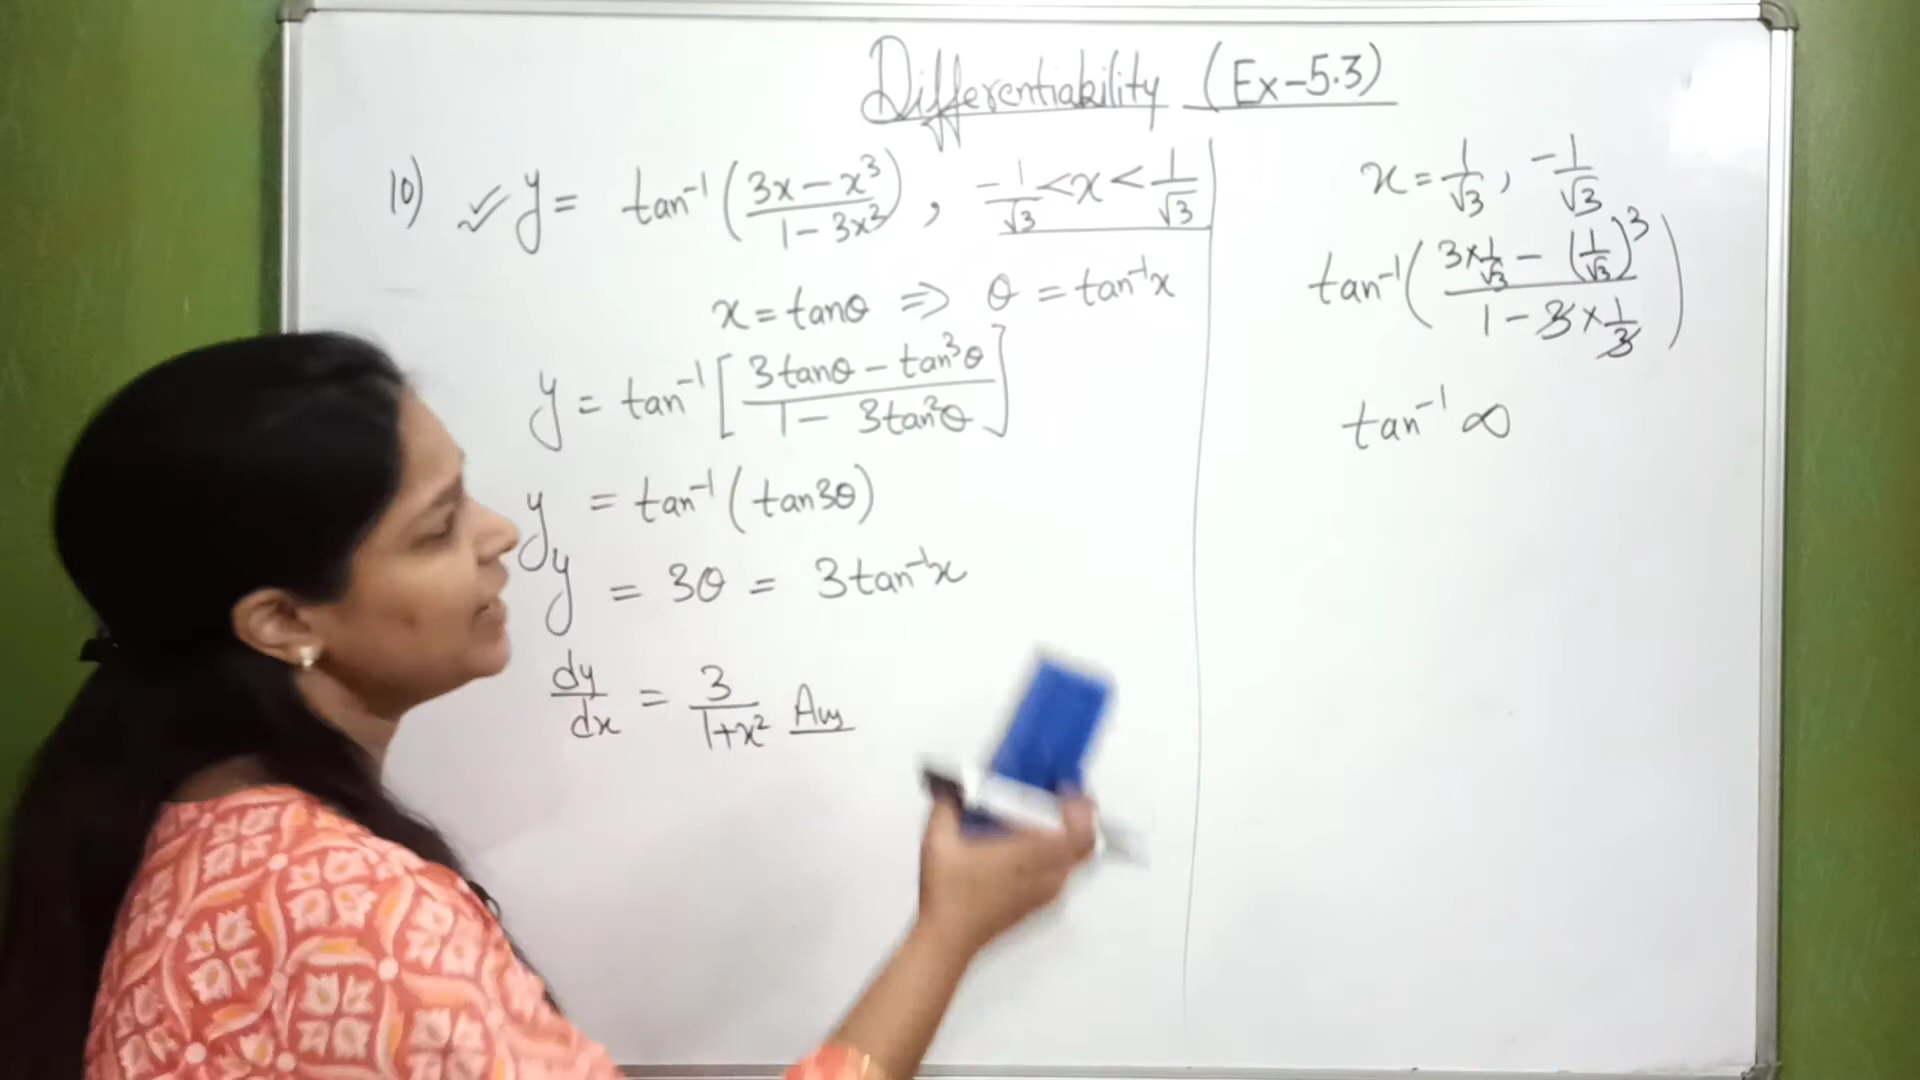 Differentiability (Ex-5.3)
10) ✓ y = tan⁻¹((3x - x³)/(1 - 3x²)), -1/√3 < x < 1/√3
x = tanθ ⇒ θ = tan⁻¹x
y = tan⁻¹[(3tanθ - tan³θ)/(1 - 3tan²θ)]
y = tan⁻¹(tan3θ)
y = 3θ = 3tan⁻¹x
dy/dx = 3/(1+x²) Ans
x = 1/√3, -1/√3
tan⁻¹((3×1/√3 - (1/√3)³)/(1 - 3×1/3))
tan⁻¹ ∞